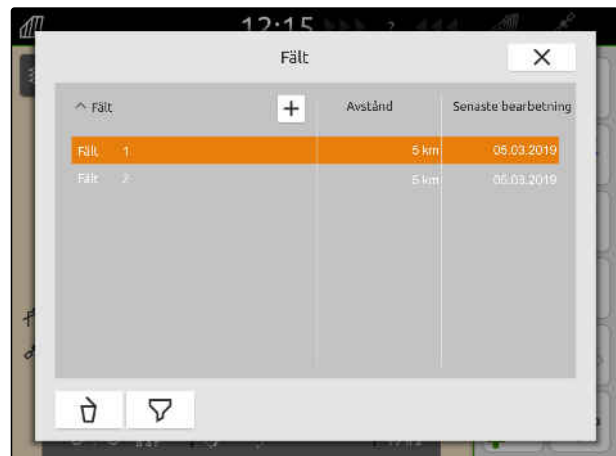 12:15
Fält
Fält Avstånd Senaste bearbetning
Fält 1 5 km 05.03.2019
Fält 2 5 km 05.03.2019